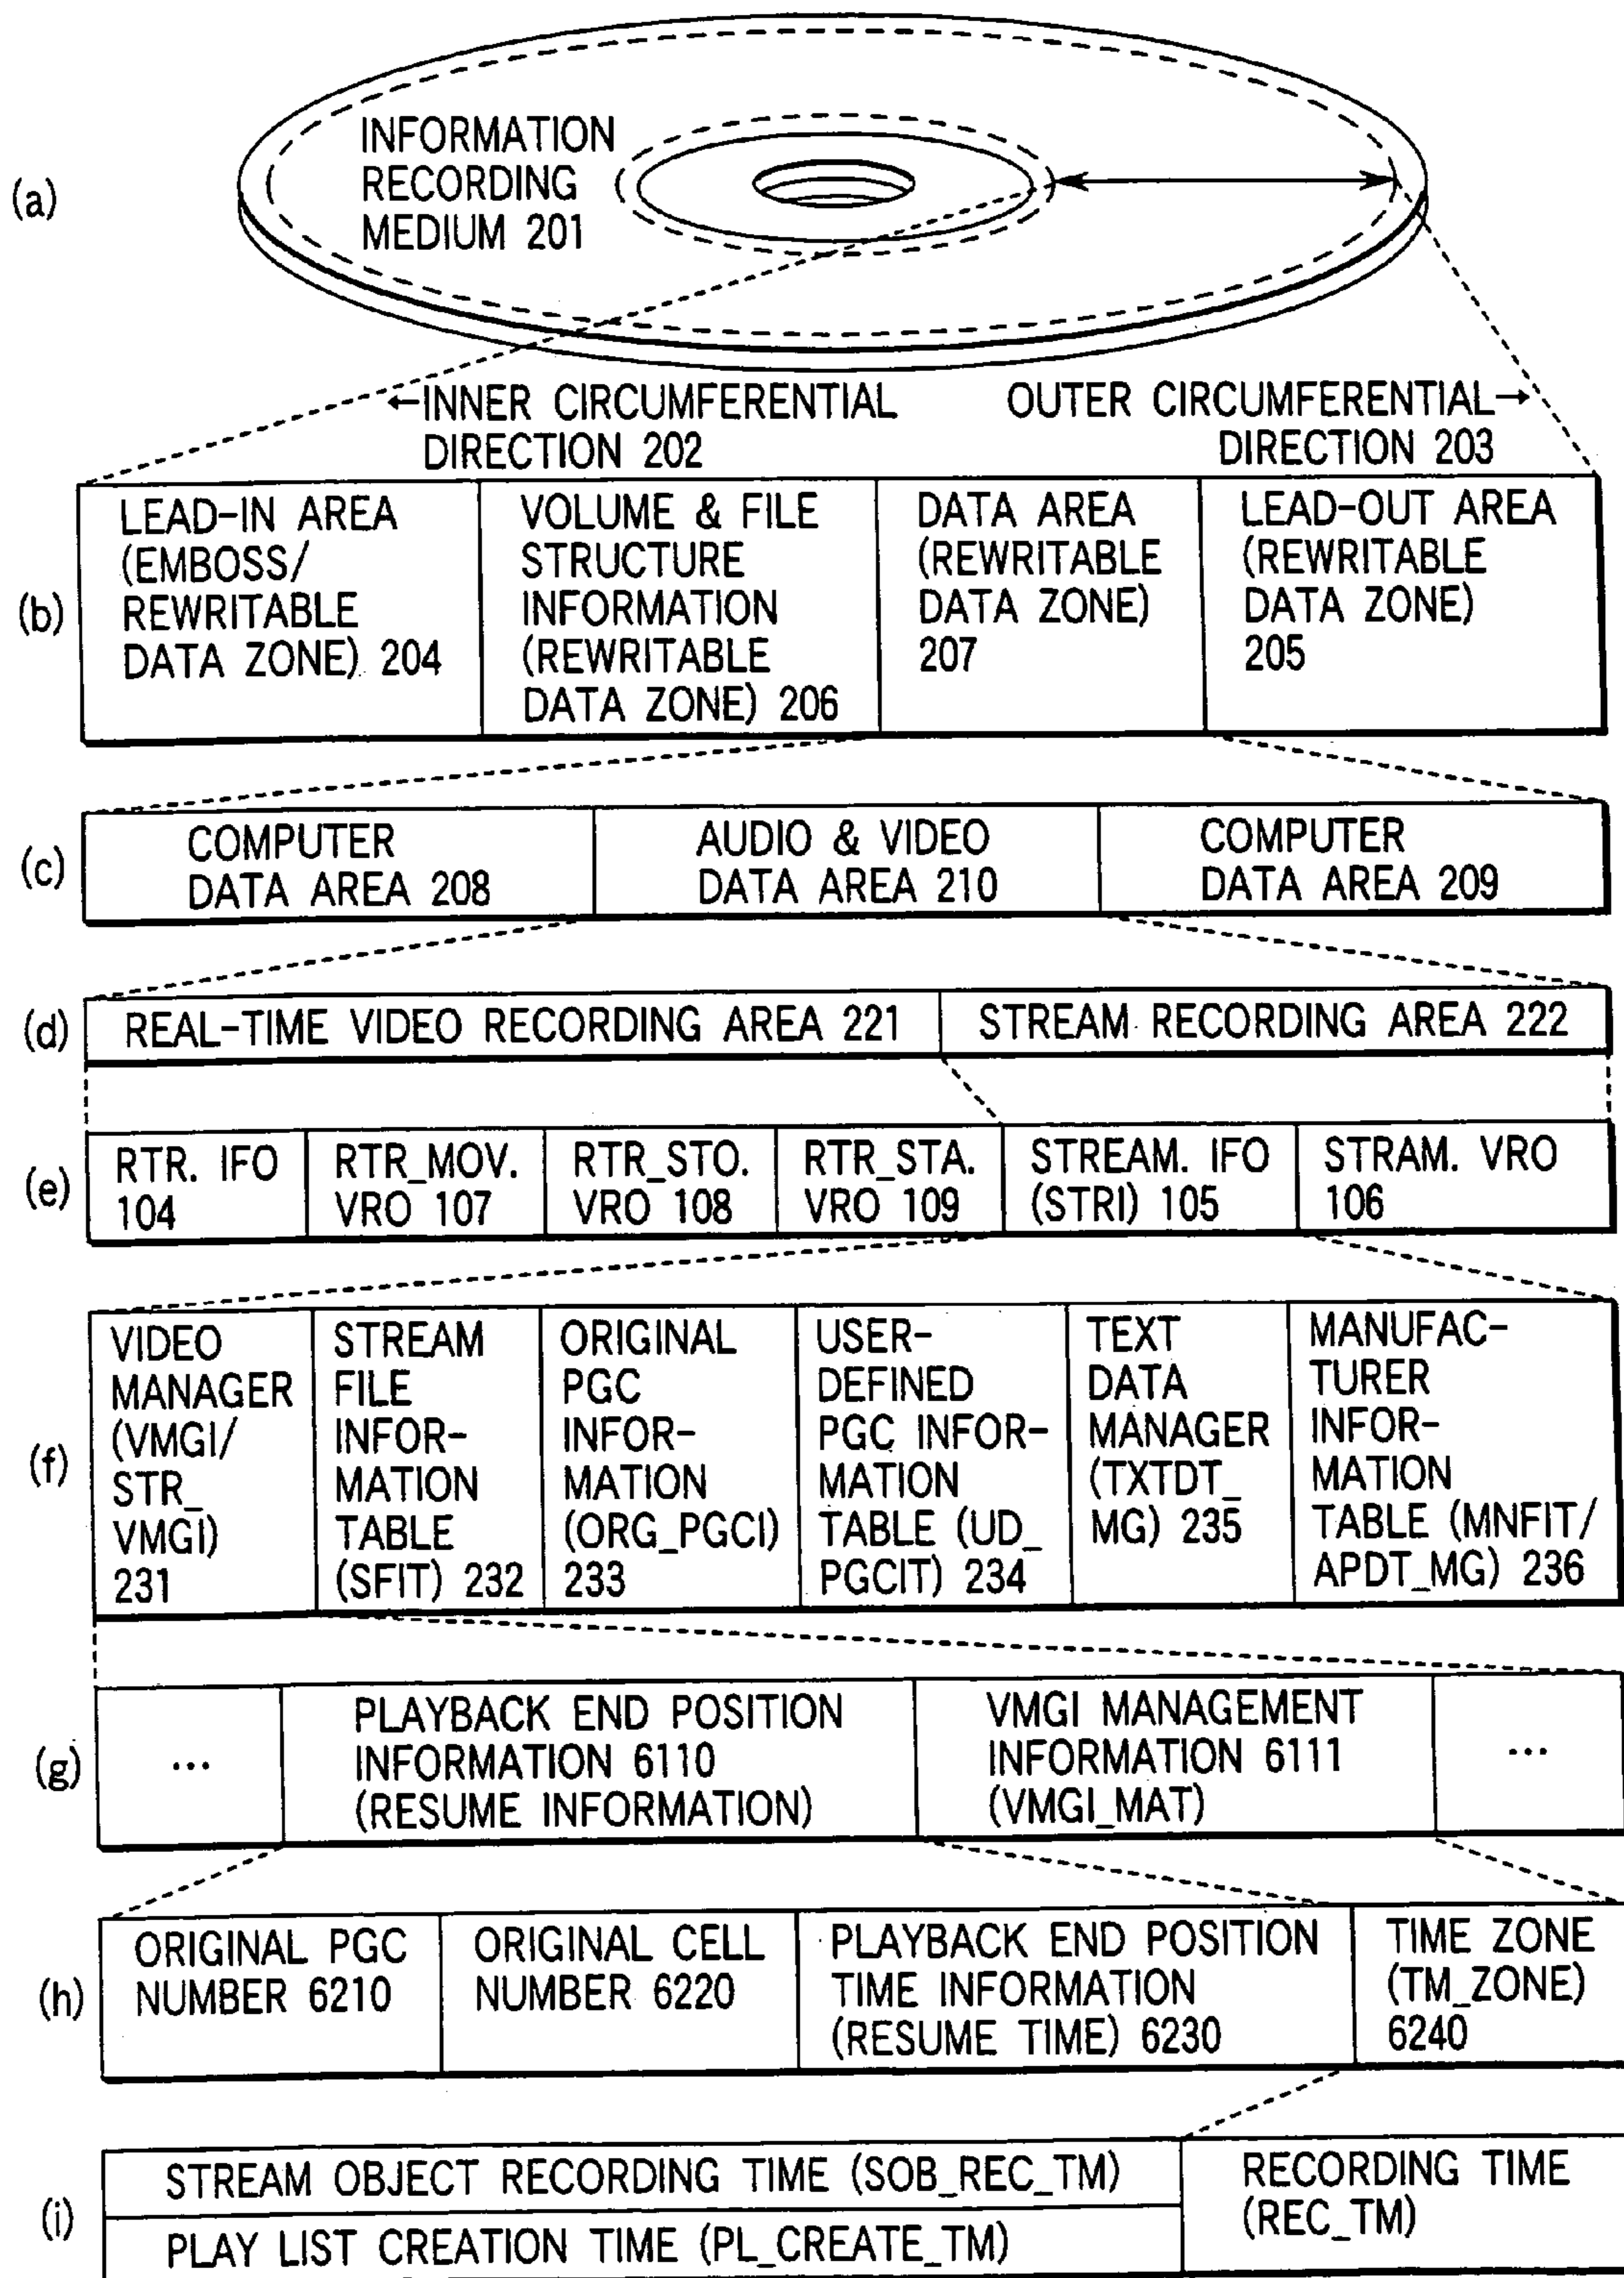 (a)
INFORMATION
RECORDING
MEDIUM 201
←INNER CIRCUMFERENTIAL
DIRECTION 202
OUTER CIRCUMFERENTIAL→
DIRECTION 203
(b)
LEAD-IN AREA
(EMBOSS/
REWRITABLE
DATA ZONE) 204
VOLUME & FILE
STRUCTURE
INFORMATION
(REWRITABLE
DATA ZONE) 206
DATA AREA
(REWRITABLE
DATA ZONE)
207
LEAD-OUT AREA
(REWRITABLE
DATA ZONE)
205
(c)
COMPUTER
DATA AREA 208
AUDIO & VIDEO
DATA AREA 210
COMPUTER
DATA AREA 209
(d)
REAL-TIME VIDEO RECORDING AREA 221
STREAM RECORDING AREA 222
(e)
RTR. IFO
104
RTR_MOV.
VRO 107
RTR_STO.
VRO 108
RTR_STA.
VRO 109
STREAM. IFO
(STRI) 105
STRAM. VRO
106
(f)
VIDEO
MANAGER
(VMGI/
STR_
VMGI)
231
STREAM
FILE
INFOR-
MATION
TABLE
(SFIT) 232
ORIGINAL
PGC
INFOR-
MATION
(ORG_PGCI)
233
USER-
DEFINED
PGC INFOR-
MATION
TABLE (UD_
PGCIT) 234
TEXT
DATA
MANAGER
(TXTDT_
MG) 235
MANUFAC-
TURER
INFOR-
MATION
TABLE (MNFIT/
APDT_MG) 236
(g)
...
PLAYBACK END POSITION
INFORMATION 6110
(RESUME INFORMATION)
VMGI MANAGEMENT
INFORMATION 6111
(VMGI_MAT)
...
(h)
ORIGINAL PGC
NUMBER 6210
ORIGINAL CELL
NUMBER 6220
PLAYBACK END POSITION
TIME INFORMATION
(RESUME TIME) 6230
TIME ZONE
(TM_ZONE)
6240
(i)
STREAM OBJECT RECORDING TIME (SOB_REC_TM)
PLAY LIST CREATION TIME (PL_CREATE_TM)
RECORDING TIME
(REC_TM)